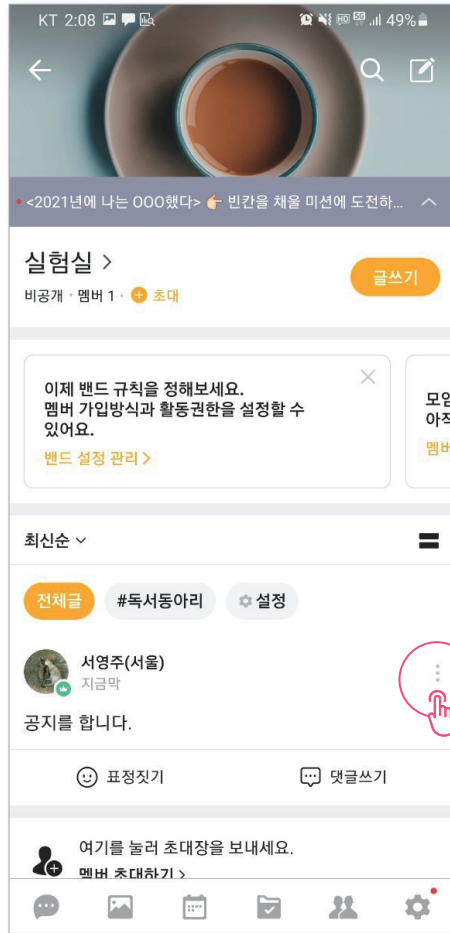 KT 2:08 49%
<2021년에 나는 OOO했다> 👉 빈칸을 채울 미션에 도전하...
실험실 >
글쓰기
비공개 · 멤버 1 · 초대
이제 밴드 규칙을 정해보세요.
멤버 가입방식과 활동권한을 설정할 수
있어요.
밴드 설정 관리 >
모임
아직
멤버
최신순
전체글 #독서동아리 설정
서영주(서울)
지금막
공지를 합니다.
표정짓기 댓글쓰기
여기를 눌러 초대장을 보내세요.
멤버 초대하기 >